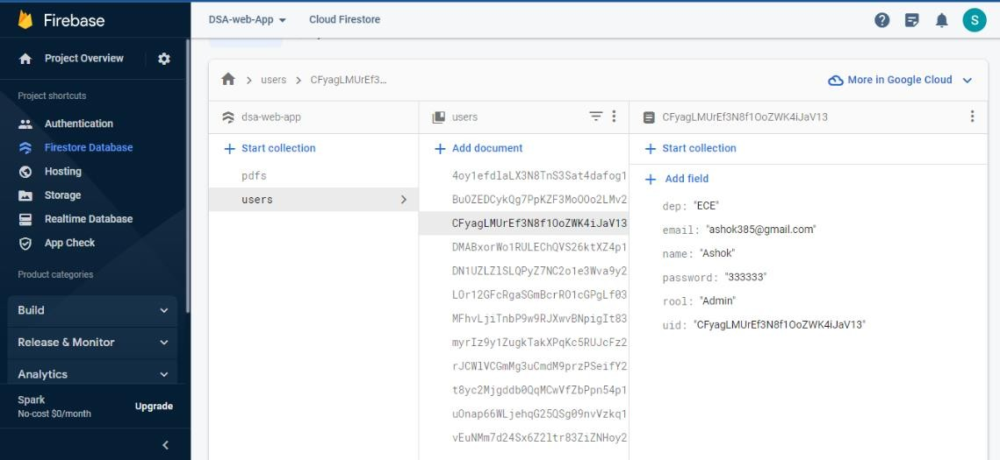 Firebase
DSA-web-App
Cloud Firestore
S
Project Overview
Project shortcuts
Authentication
Firestore Database
Hosting
Storage
Realtime Database
App Check
Product categories
Build
Release & Monitor
Analytics
Spark
No-cost $0/month
Upgrade
users
CFyagLMUrEf3...
More in Google Cloud
dsa-web-app
Start collection
pdfs
users
users
Add document
4oy1efdlaLX3N8TnS3Sat4dafog1
BuOZEDCykQg7PpKZF3MoOOo2LMv2
CFyagLMUrEf3N8f1OoZWK4iJaV13
DMABxorWo1RULEChQVS26ktXZ4p1
DN1UZLZlSLQPyZ7NC2o1e3Wva9y2
LOr12GFcRgaSGmBcrRO1cGPgLf03
MFhvLjiTnbP9w9RJXwvBNpigIt83
myrIz9y1ZugkTakXPqKc5RUJcFz2
rJCWlVCGmMg3uCmdM9przPSeifY2
t8yc2Mjgddb0QqMCwVfZbPpn54p1
uOnap66WLjehqG25QSg09nvVzkq1
vEuNMm7d24Sx6Z2ltr83ZiZNHoy2
CFyagLMUrEf3N8f1OoZWK4iJaV13
Start collection
Add field
dep: "ECE"
email: "ashok385@gmail.com"
name: "Ashok"
password: "333333"
rool: "Admin"
uid: "CFyagLMUrEf3N8f1OoZWK4iJaV13"